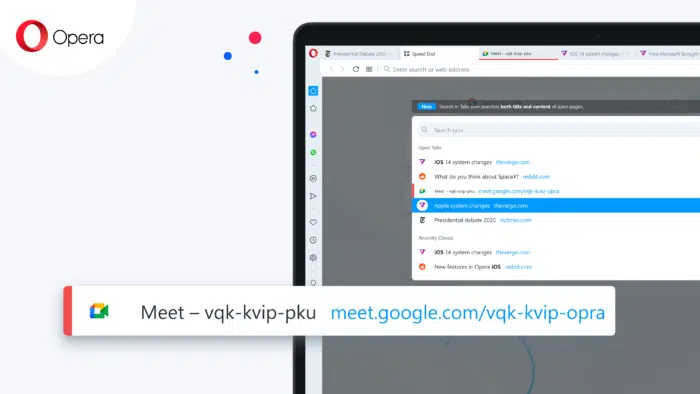 Opera
Presidential Debate 2020
Speed Dial
Meet – vqk-kvip-pku
iOS 14 system changes –
How Microsoft brought
Enter search or web address
New Search in Tabs now searches both title and content of open pages.
Search tabs
Open Tabs
iOS 14 system changes theverge.com
What do you think about SpaceX? reddit.com
Meet – vqk-kvip-pku meet.google.com/vqk-kvip-opra
Apple system changes theverge.com
Presidential debate 2020 nytimes.com
Recently Closed
iOS 14 system changes theverge.com
New features in Opera iOS reddit.com
Meet – vqk-kvip-pku meet.google.com/vqk-kvip-opra